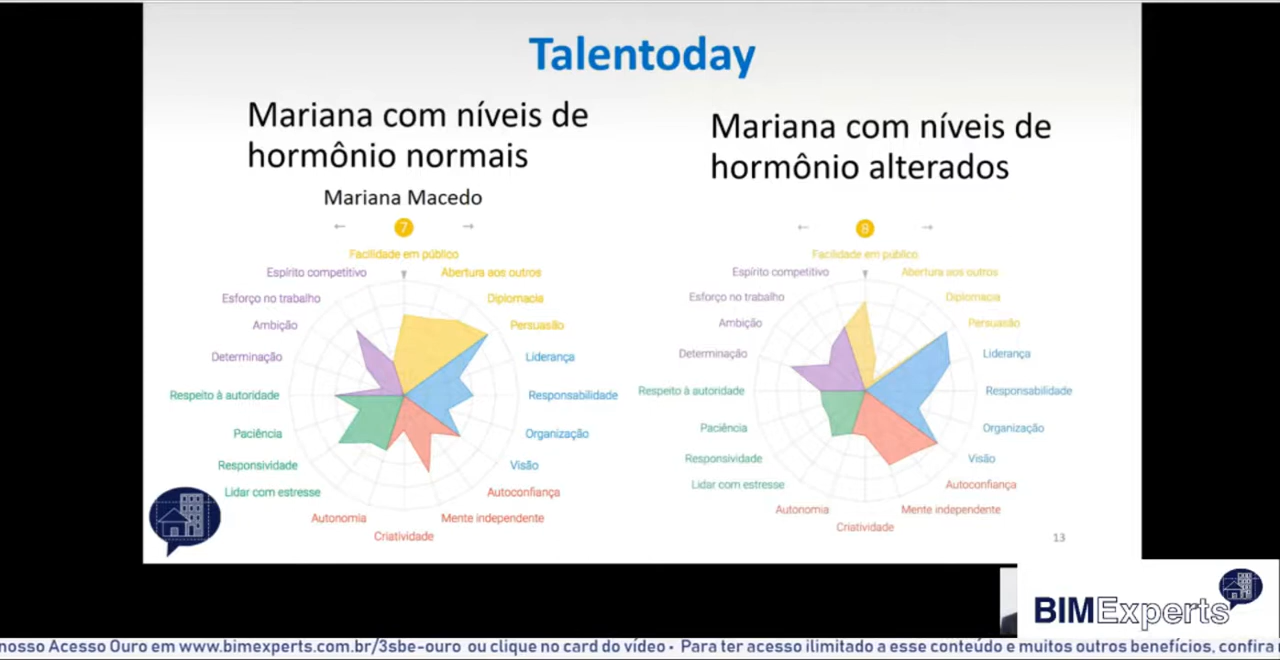 Talentoday
Mariana com níveis de
hormônio normais
Mariana Macedo
← 7 →
Facilidade em público
Espírito competitivo
Abertura aos outros
Esforço no trabalho
Diplomacia
Ambição
Persuasão
Determinação
Liderança
Respeito à autoridade
Responsabilidade
Paciência
Organização
Responsividade
Visão
Lidar com estresse
Autoconfiança
Autonomia
Mente independente
Criatividade
Mariana com níveis de
hormônio alterados
← 8 →
Facilidade em público
Espírito competitivo
Abertura aos outros
Esforço no trabalho
Diplomacia
Ambição
Persuasão
Determinação
Liderança
Respeito à autoridade
Responsabilidade
Paciência
Organização
Responsividade
Visão
Lidar com estresse
Autoconfiança
Autonomia
Mente independente
Criatividade
13
BIMExperts
nosso Acesso Ouro em www.bimexperts.com.br/3sbe-ouro ou clique no card do vídeo • Para ter acesso ilimitado a esse conteúdo e muitos outros benefícios, confira